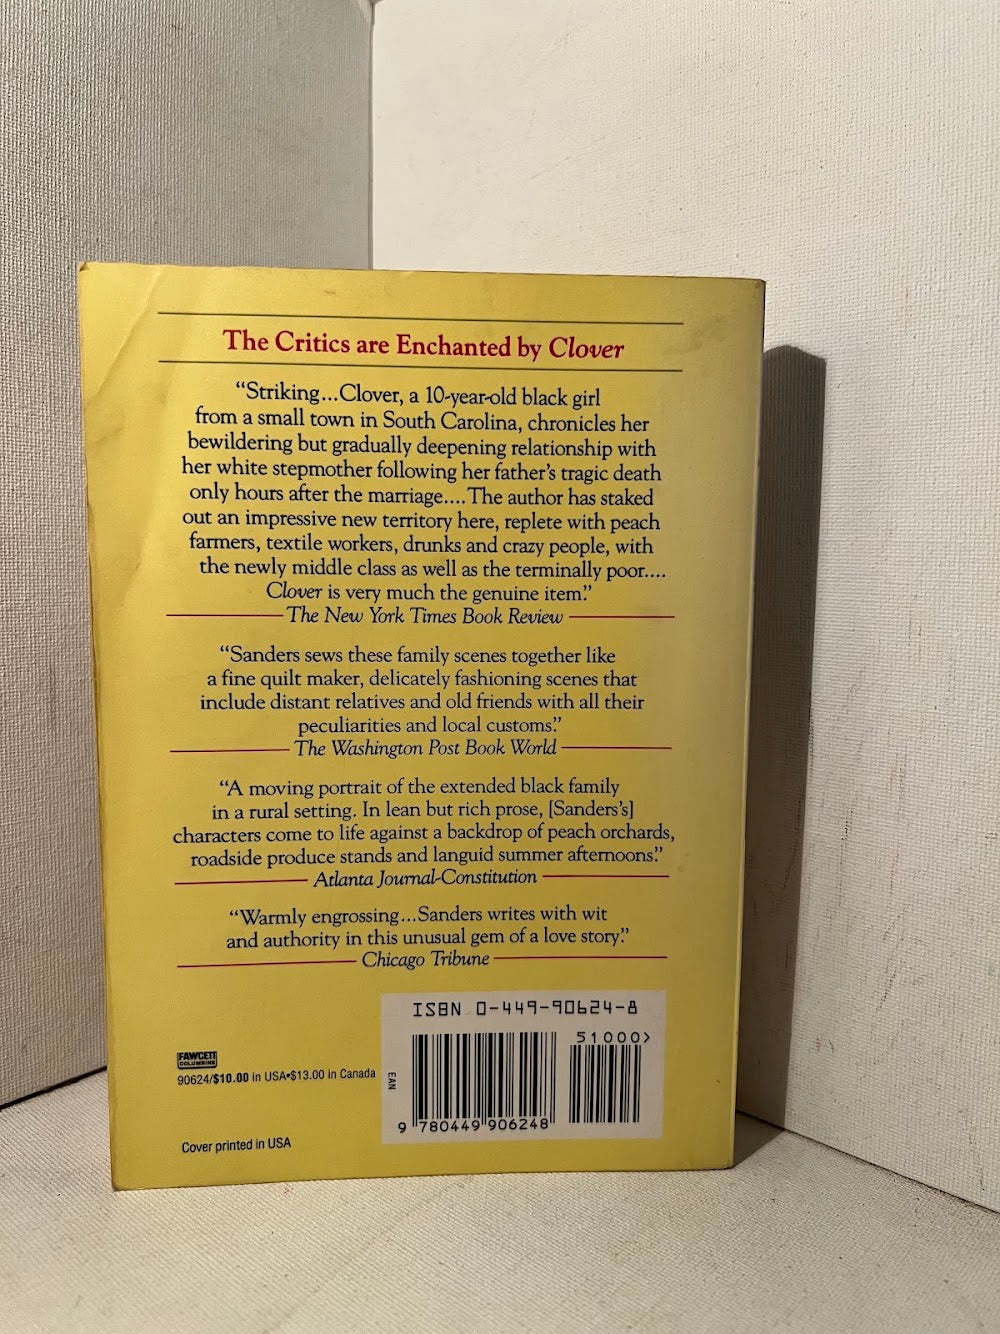 The Critics are Enchanted by Clover
“Striking...Clover, a 10-year-old black girl
from a small town in South Carolina, chronicles her
bewildering but gradually deepening relationship with
her white stepmother following her father's tragic death
only hours after the marriage....The author has staked
out an impressive new territory here, replete with peach
farmers, textile workers, drunks and crazy people, with
the newly middle class as well as the terminally poor....
Clover is very much the genuine item.”
The New York Times Book Review
“Sanders sews these family scenes together like
a fine quilt maker, delicately fashioning scenes that
include distant relatives and old friends with all their
peculiarities and local customs.”
The Washington Post Book World
“A moving portrait of the extended black family
in a rural setting. In lean but rich prose, [Sanders's]
characters come to life against a backdrop of peach orchards,
roadside produce stands and languid summer afternoons.”
Atlanta Journal-Constitution
“Warmly engrossing...Sanders writes with wit
and authority in this unusual gem of a love story.”
Chicago Tribune
ISBN 0-449-90624-8
51000>
EAN
9 780449 906248
FAWCETT
COLUMBINE
90624/$10.00 in USA•$13.00 in Canada
Cover printed in USA